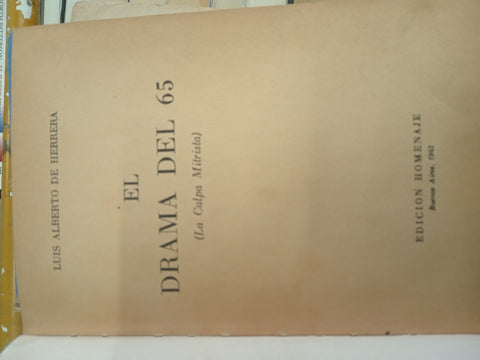 LUIS ALBERTO DE HERRERA
EL
DRAMA DEL 65
(La Culpa Mitrista)
EDICION HOMENAJE
Buenos Aires, 1943